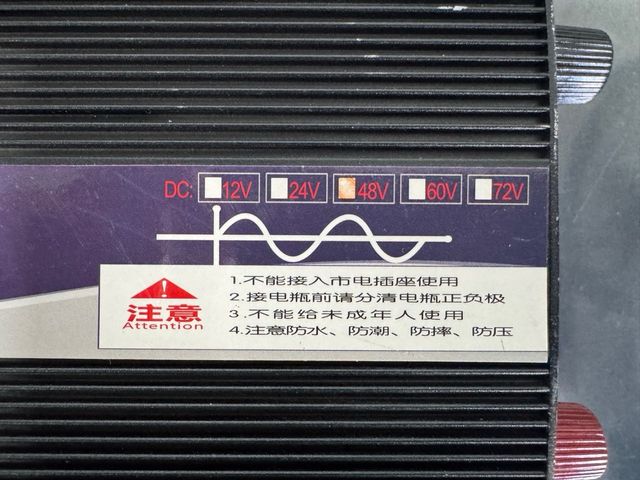 DC: 12V 24V 48V 60V 72V
1.不能接入市电插座使用
2.接电瓶前请分清电瓶正负极
3.不能给未成年人使用
4.注意防水、防潮、防摔、防压
注意
Attention